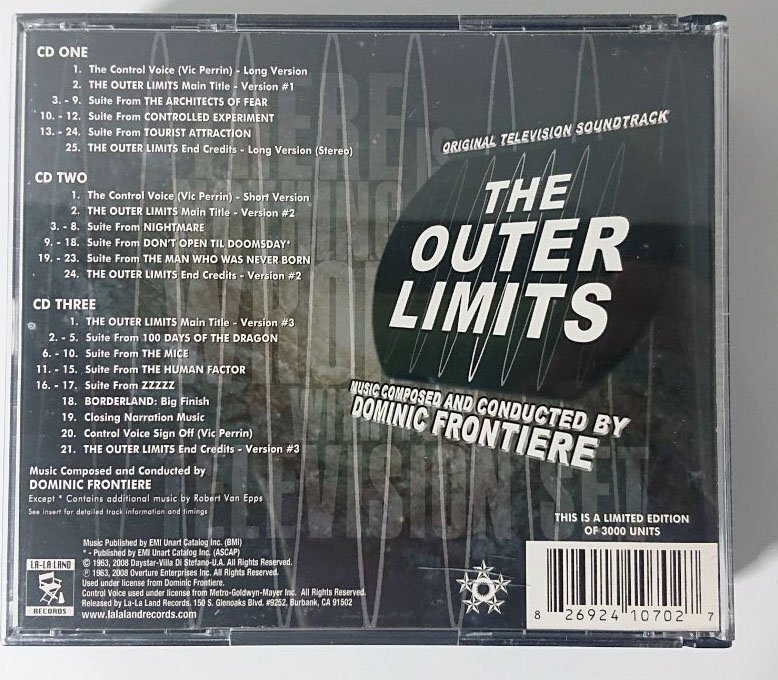 CD ONE
1. The Control Voice (Vic Perrin) - Long Version
2. THE OUTER LIMITS Main Title - Version #1
3. - 9. Suite From THE ARCHITECTS OF FEAR
10. - 12. Suite From CONTROLLED EXPERIMENT
13. - 24. Suite From TOURIST ATTRACTION
25. THE OUTER LIMITS End Credits - Long Version (Stereo)
CD TWO
1. The Control Voice (Vic Perrin) - Short Version
2. THE OUTER LIMITS Main Title - Version #2
3. - 8. Suite From NIGHTMARE
9. - 18. Suite From DON'T OPEN TIL DOOMSDAY*
19. - 23. Suite From THE MAN WHO WAS NEVER BORN
24. THE OUTER LIMITS End Credits - Version #2
CD THREE
1. THE OUTER LIMITS Main Title - Version #3
2. - 5. Suite From 100 DAYS OF THE DRAGON
6. - 10. Suite From THE MICE
11. - 15. Suite From THE HUMAN FACTOR
16. - 17. Suite From ZZZZZ
18. BORDERLAND: Big Finish
19. Closing Narration Music
20. Control Voice Sign Off (Vic Perrin)
21. THE OUTER LIMITS End Credits - Version #3
Music Composed and Conducted by
DOMINIC FRONTIERE
Except * Contains additional music by Robert Van Epps
See insert for detailed track information and timings
ORIGINAL TELEVISION SOUNDTRACK
THE
OUTER
LIMITS
MUSIC COMPOSED AND CONDUCTED BY
DOMINIC FRONTIERE
TELEVISION SET
THIS IS A LIMITED EDITION
OF 3000 UNITS
LA-LA LAND
RECORDS
Music Published by EMI Unart Catalog Inc. (BMI)
* - Published by EMI Unart Catalog Inc. (ASCAP)
© 1963, 2008 Daystar-Villa Di Stefano-U.A. All Rights Reserved.
℗ 1963, 2008 Overture Enterprises Inc. All Rights Reserved.
Used under license from Dominic Frontiere.
Control Voice used under license from Metro-Goldwyn-Mayer Inc. All Rights Reserved.
Released by La-La Land Records, 150 S. Glenoaks Blvd. #9252, Burbank, CA 91502
www.lalalandrecords.com
8 26924 10702 7